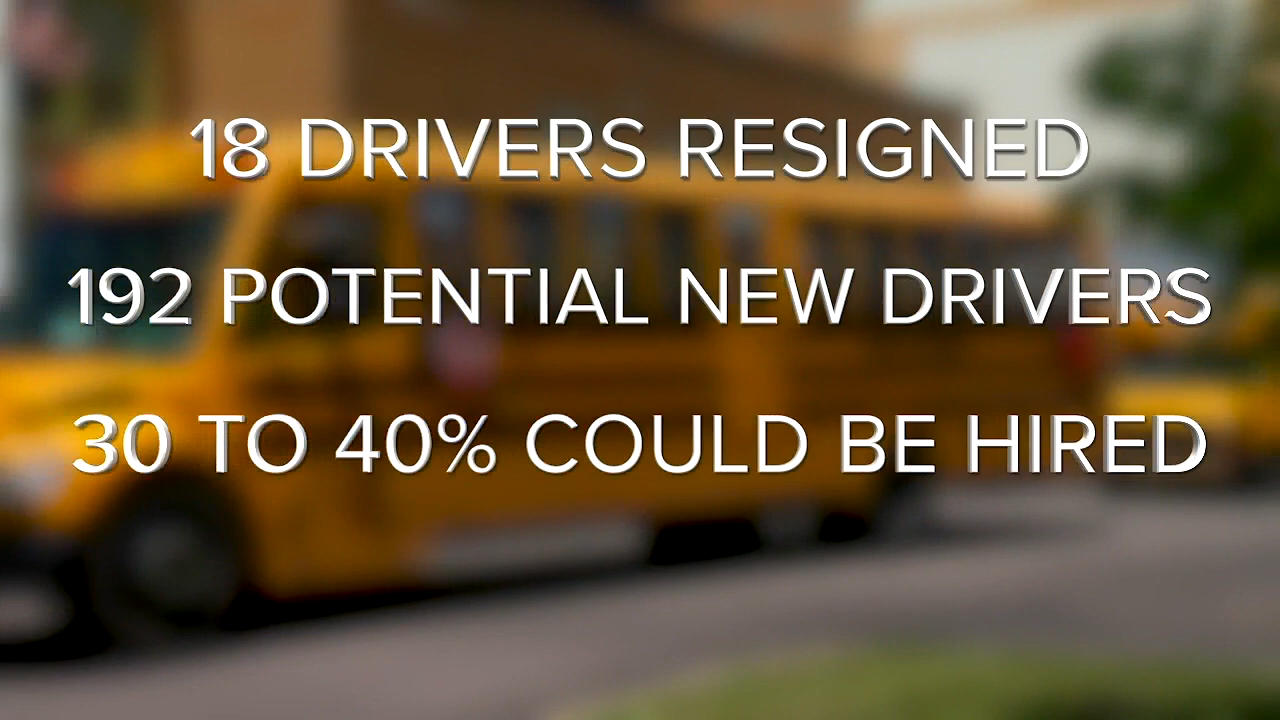 18 DRIVERS RESIGNED
192 POTENTIAL NEW DRIVERS
30 TO 40% COULD BE HIRED